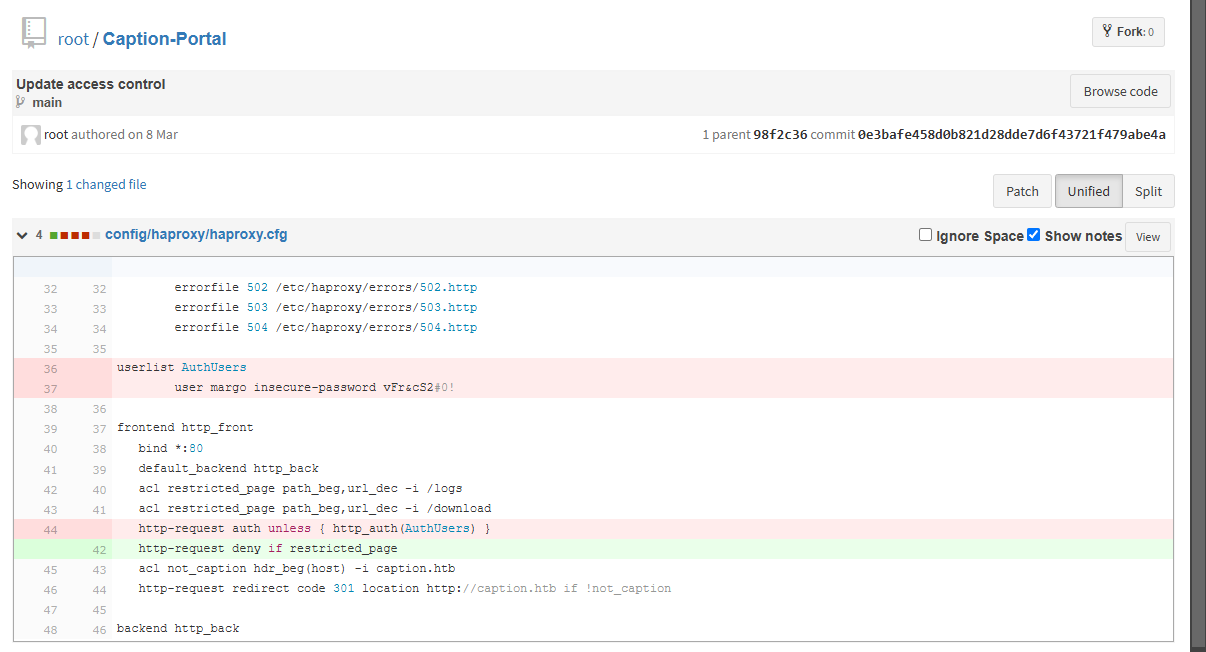 root / Caption-Portal
Fork: 0
Update access control
main
Browse code
root authored on 8 Mar
1 parent 98f2c36 commit 0e3bafe458d0b821d28dde7d6f43721f479abe4a
Showing 1 changed file
Patch Unified Split
4 config/haproxy/haproxy.cfg
Ignore Space Show notes View
32 32 errorfile 502 /etc/haproxy/errors/502.http
33 33 errorfile 503 /etc/haproxy/errors/503.http
34 34 errorfile 504 /etc/haproxy/errors/504.http
35 35
36 userlist AuthUsers
37 user margo insecure-password vFr&cS2#0!
38 36
39 37 frontend http_front
40 38 bind *:80
41 39 default_backend http_back
42 40 acl restricted_page path_beg,url_dec -i /logs
43 41 acl restricted_page path_beg,url_dec -i /download
44 http-request auth unless { http_auth(AuthUsers) }
42 http-request deny if restricted_page
45 43 acl not_caption hdr_beg(host) -i caption.htb
46 44 http-request redirect code 301 location http://caption.htb if !not_caption
47 45
48 46 backend http_back